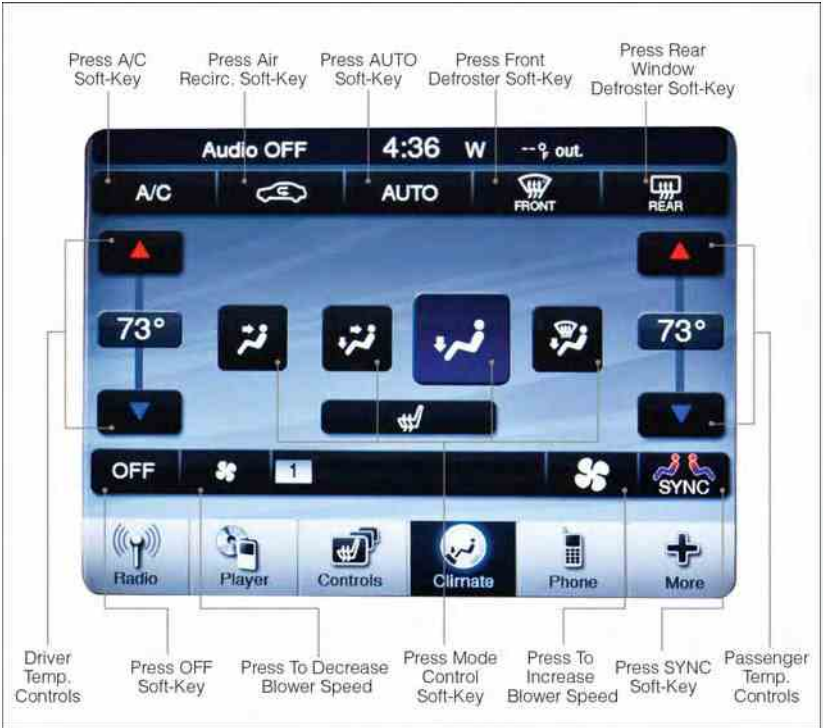 Press A/C
Soft-Key
Press Air
Recirc. Soft-Key
Press AUTO
Soft-Key
Press Front
Defroster Soft-Key
Press Rear
Window
Defroster Soft-Key
Audio OFF 4:36 W --°F out.
A/C AUTO FRONT REAR
73° 73°
OFF 1 SYNC
Radio Player Controls Climate Phone More
Driver
Temp.
Controls
Press OFF
Soft-Key
Press To Decrease
Blower Speed
Press Mode
Control
Soft-Key
Press To
Increase
Blower Speed
Press SYNC
Soft-Key
Passenger
Temp.
Controls